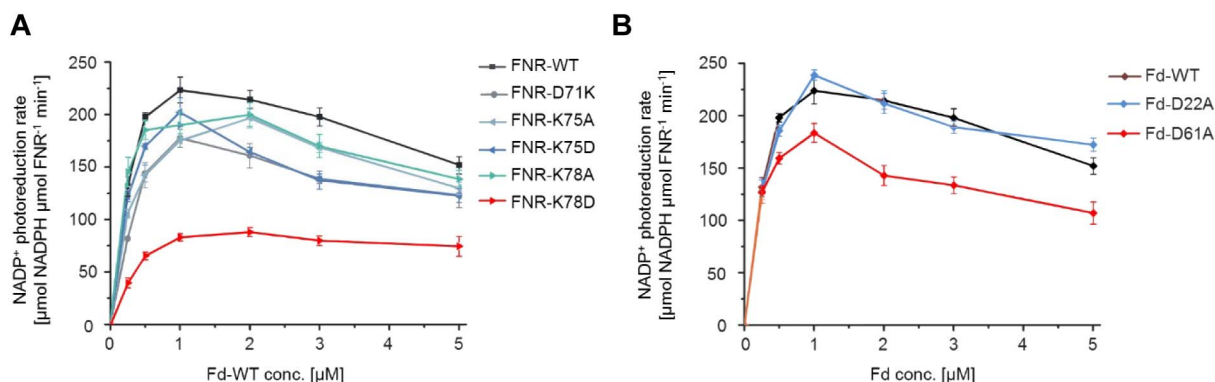 A
NADP⁺ photoreduction rate
[µmol NADPH µmol FNR⁻¹ min⁻¹]
250
200
150
100
50
0
0
1
2
3
4
5
Fd-WT conc. [µM]
FNR-WT
FNR-D71K
FNR-K75A
FNR-K75D
FNR-K78A
FNR-K78D
B
NADP⁺ photoreduction rate
[µmol NADPH µmol FNR⁻¹ min⁻¹]
250
200
150
100
50
0
0
1
2
3
4
5
Fd conc. [µM]
Fd-WT
Fd-D22A
Fd-D61A